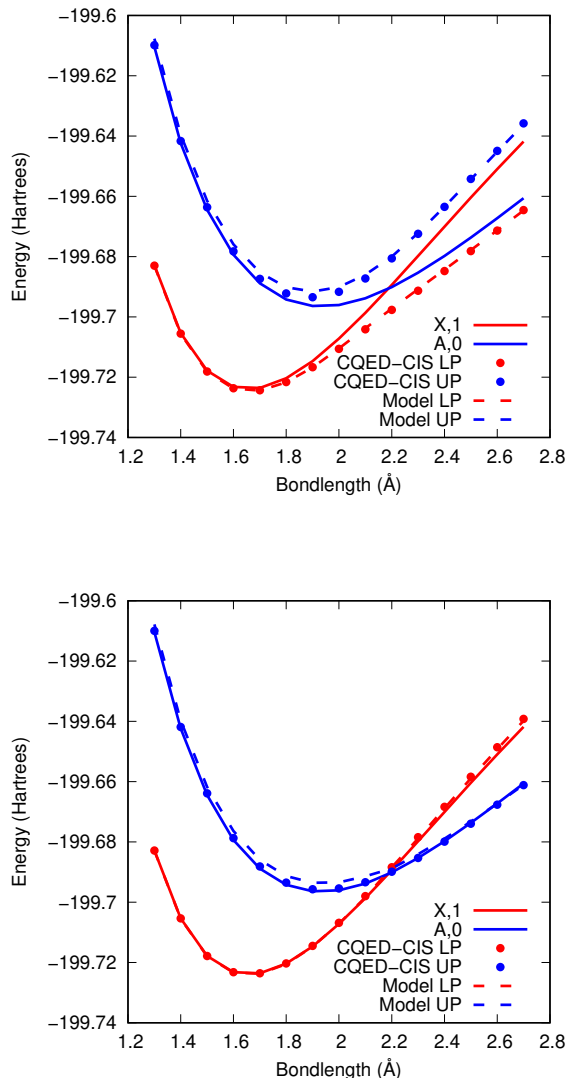 −199.6
−199.62
−199.64
−199.66
−199.68
−199.7
−199.72
−199.74
Energy (Hartrees)
X,1
A,0
CQED−CIS LP
CQED−CIS UP
Model LP
Model UP
1.2 1.4 1.6 1.8 2 2.2 2.4 2.6 2.8
Bondlength (Å)
−199.6
−199.62
−199.64
−199.66
−199.68
−199.7
−199.72
−199.74
Energy (Hartrees)
X,1
A,0
CQED−CIS LP
CQED−CIS UP
Model LP
Model UP
1.2 1.4 1.6 1.8 2 2.2 2.4 2.6 2.8
Bondlength (Å)